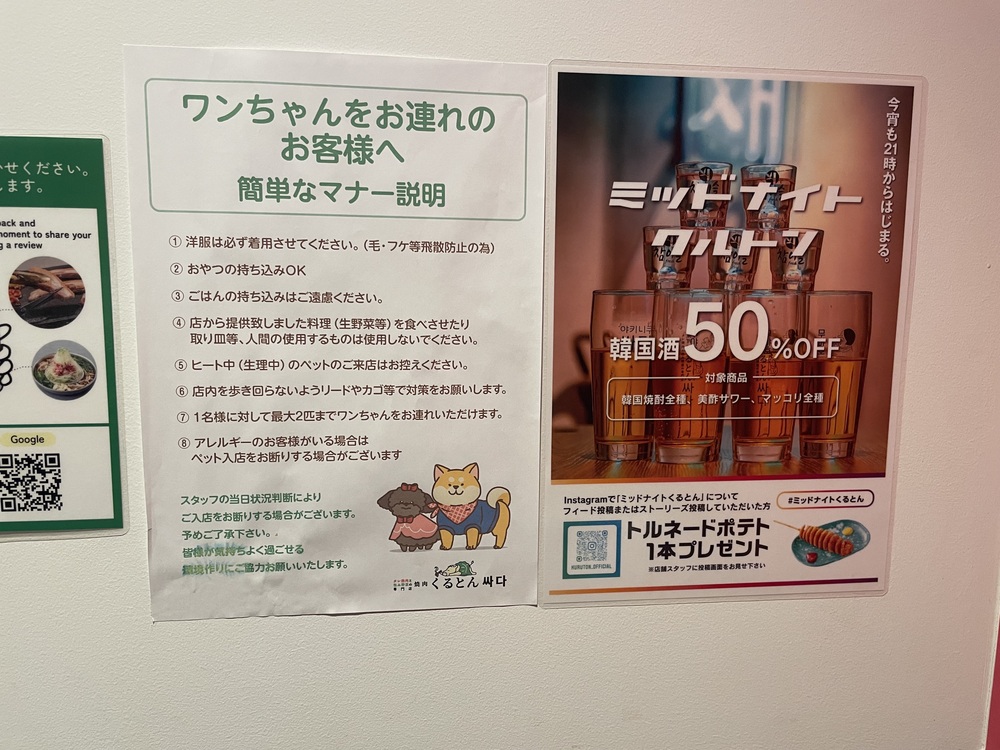 かせください。
します。
back and
moment to share your
g a review
Google
ワンちゃんをお連れの
お客様へ
簡単なマナー説明
① 洋服は必ず着用させてください。(毛・フケ等飛散防止の為)
② おやつの持ち込みOK
③ ごはんの持ち込みはご遠慮ください。
④ 店から提供致しました料理(生野菜等)を食べさせたり
取り皿等、人間の使用するものは使用しないでください。
⑤ ヒート中(生理中)のペットのご来店はお控えください。
⑥ 店内を歩き回らないようリードやカゴ等で対策をお願いします。
⑦ 1名様に対して最大2匹までワンちゃんをお連れいただけます。
⑧ アレルギーのお客様がいる場合は
ペット入店をお断りする場合がございます
スタッフの当日状況判断により
ご入店をお断りする場合がございます。
予めご了承下さい。
皆様が気持ちよく過ごせる
環境作りにご協力お願いいたします。
専門店 焼肉 くるとん 싸다
今宵も21時からはじまる。
ミッドナイト
クルトン
韓国酒50%OFF
対象商品
韓国焼酎全種、美酢サワー、マッコリ全種
Instagramで「ミッドナイトくるとん」について
フィード投稿またはストーリーズ投稿していただいた方
#ミッドナイトくるとん
トルネードポテト
1本プレゼント
※店舗スタッフに投稿画面をお見せ下さい
KURUTON_OFFICIAL